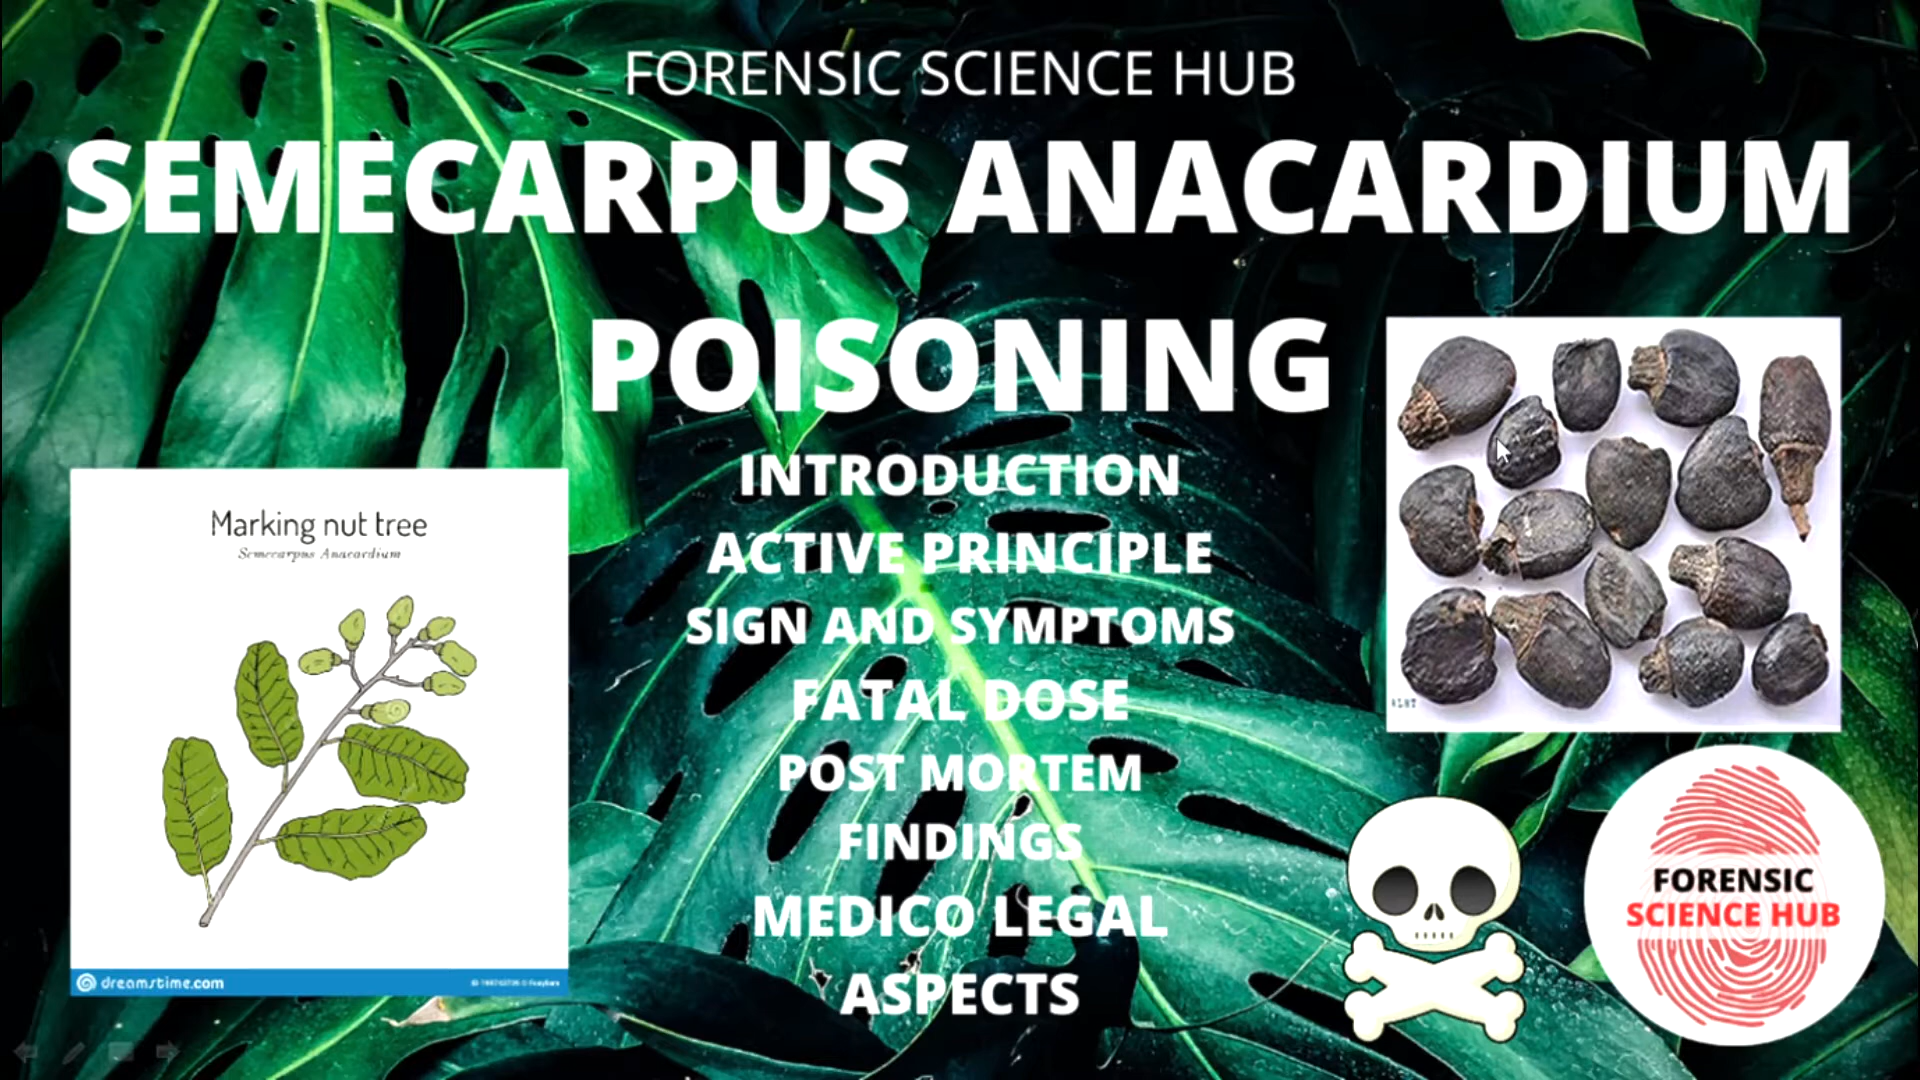 FORENSIC SCIENCE HUB
SEMECARPUS ANACARDIUM
POISONING
INTRODUCTION
ACTIVE PRINCIPLE
SIGN AND SYMPTOMS
FATAL DOSE
POST MORTEM
FINDINGS
MEDICO LEGAL
ASPECTS
Marking nut tree
Semecarpus Anacardium
dreamstime.com
FORENSIC
SCIENCE HUB